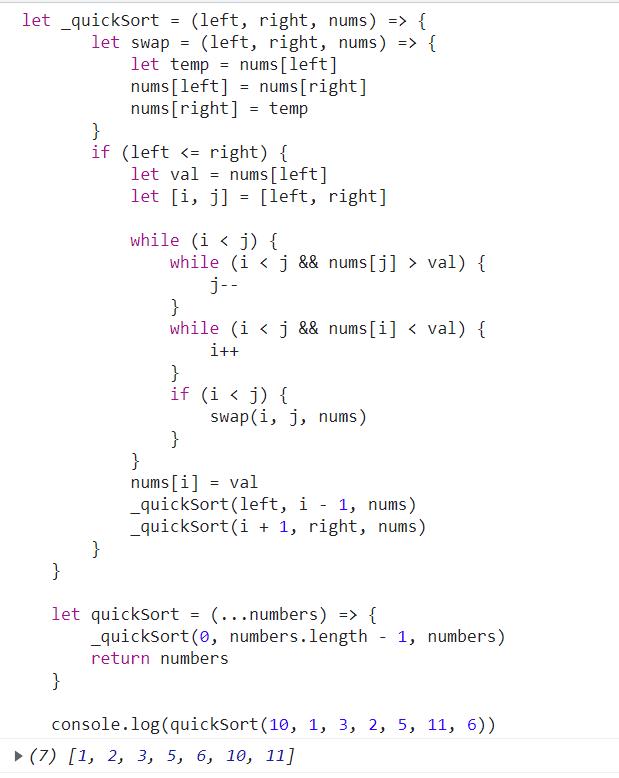 let _quickSort = (left, right, nums) => {
let swap = (left, right, nums) => {
let temp = nums[left]
nums[left] = nums[right]
nums[right] = temp
}
if (left <= right) {
let val = nums[left]
let [i, j] = [left, right]
while (i < j) {
while (i < j && nums[j] > val) {
j--
}
while (i < j && nums[i] < val) {
i++
}
if (i < j) {
swap(i, j, nums)
}
}
nums[i] = val
_quickSort(left, i - 1, nums)
_quickSort(i + 1, right, nums)
}
}
let quickSort = (...numbers) => {
_quickSort(0, numbers.length - 1, numbers)
return numbers
}
console.log(quickSort(10, 1, 3, 2, 5, 11, 6))
(7) [1, 2, 3, 5, 6, 10, 11]